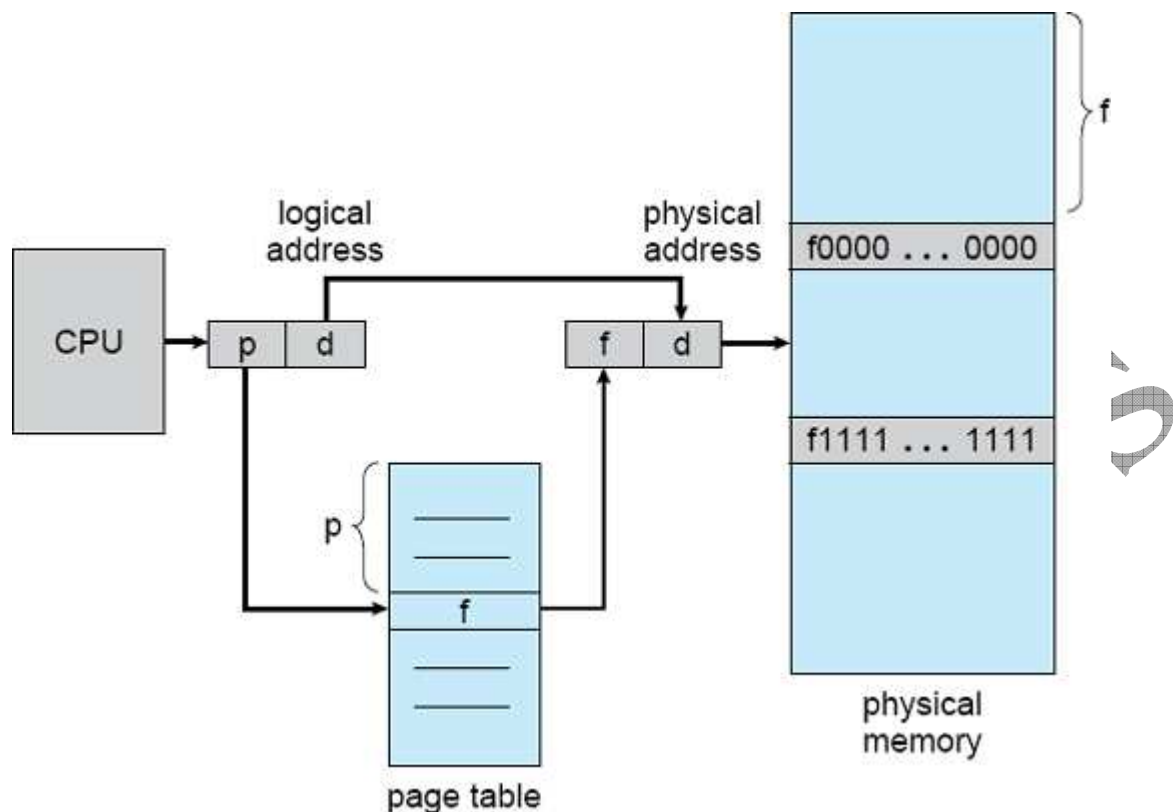 f
logical
address
physical
address
f0000 ... 0000
CPU
p d
f d
f1111 ... 1111
p
f
physical
memory
page table